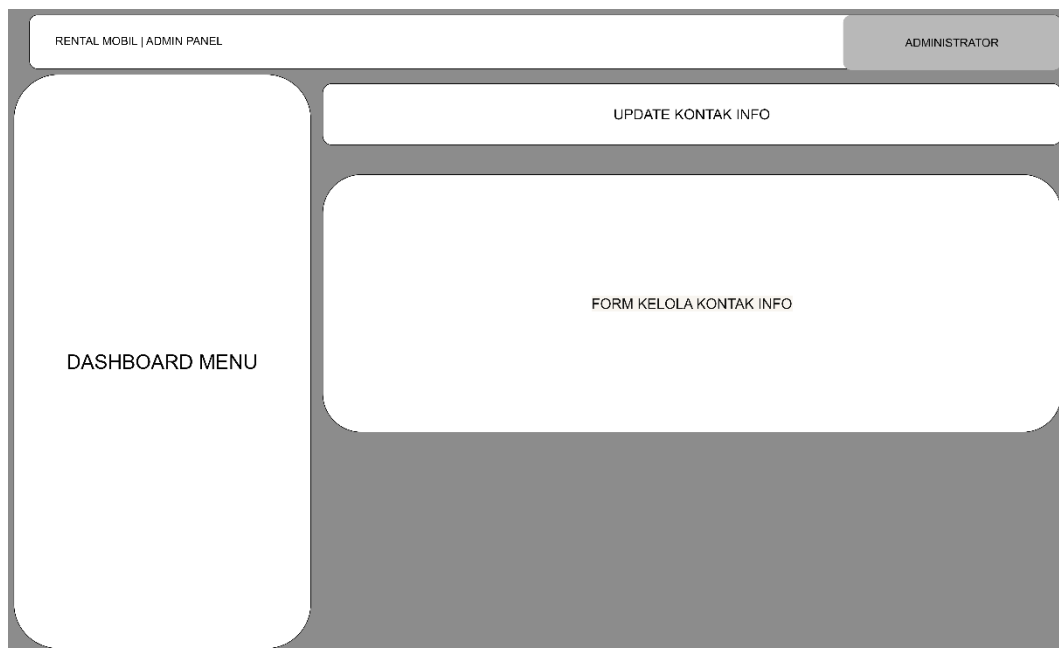 RENTAL MOBIL | ADMIN PANEL
ADMINISTRATOR
UPDATE KONTAK INFO
FORM KELOLA KONTAK INFO
DASHBOARD MENU